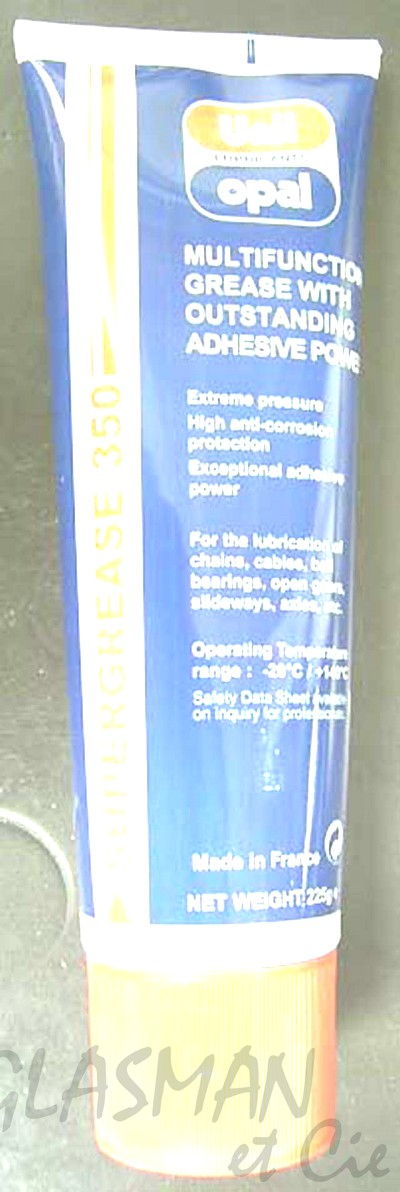 Unil
LUBRICANTS
opal
MULTIFUNCTION
GREASE WITH
OUTSTANDING
ADHESIVE POWE
SUPERGREASE 350
Extreme pressure
High anti-corrosion
protection
Exceptional adhesive
power
For the lubrication of
chains, cables,
bearings, open
slideways, axles, etc.
Operating Temperature
range :
Safety Data Sheet available
on inquiry for professionals.
Made in France
NET WEIGHT 225g
GLASMAN
et Cie